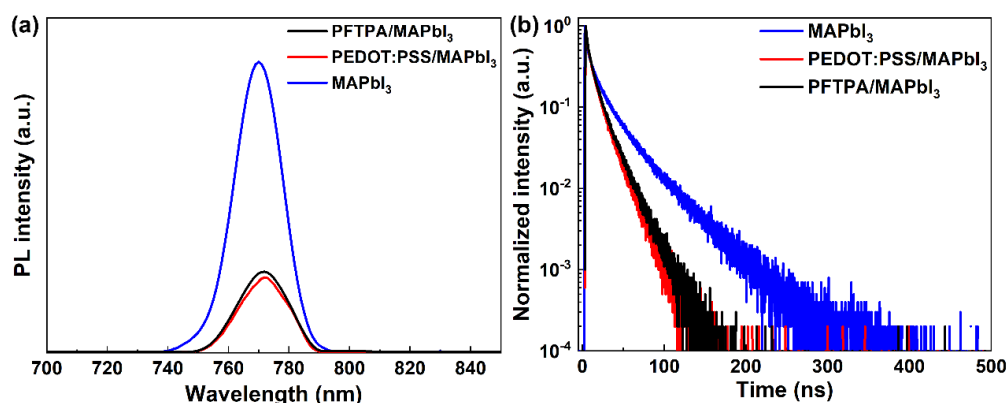 (a)
PFTPA/MAPbI₃
PEDOT:PSS/MAPbI₃
MAPbI₃
PL intensity (a.u.)
700 720 740 760 780 800 820 840
Wavelength (nm)
(b)
MAPbI₃
PEDOT:PSS/MAPbI₃
PFTPA/MAPbI₃
Normalized intensity (a.u.)
10⁰
10⁻¹
10⁻²
10⁻³
10⁻⁴
0 100 200 300 400 500
Time (ns)